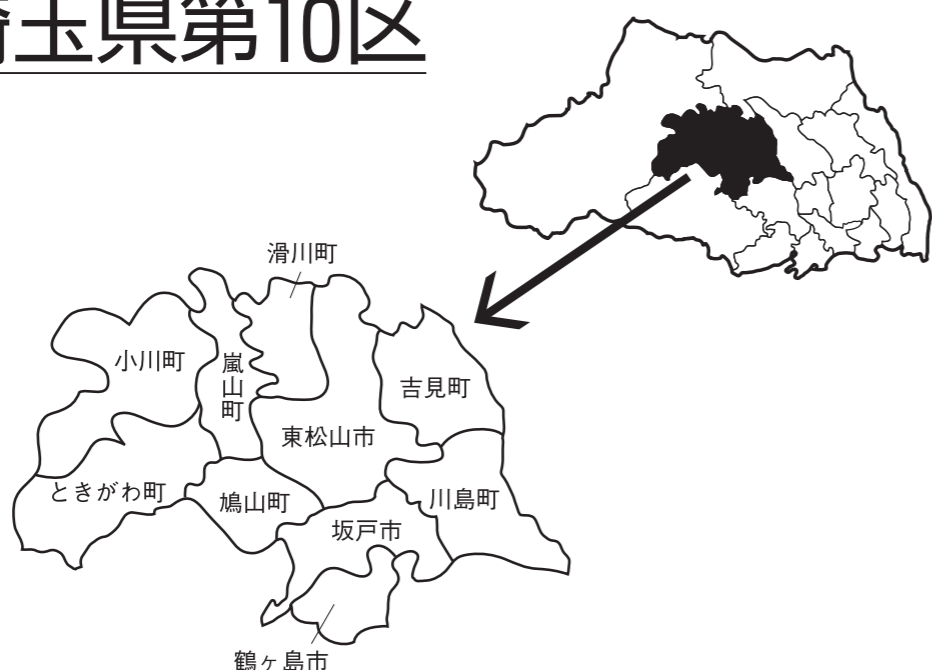 埼玉県第10区
滑川町
小川町
嵐山町
吉見町
東松山市
ときがわ町
鳩山町
川島町
坂戸市
鶴ヶ島市